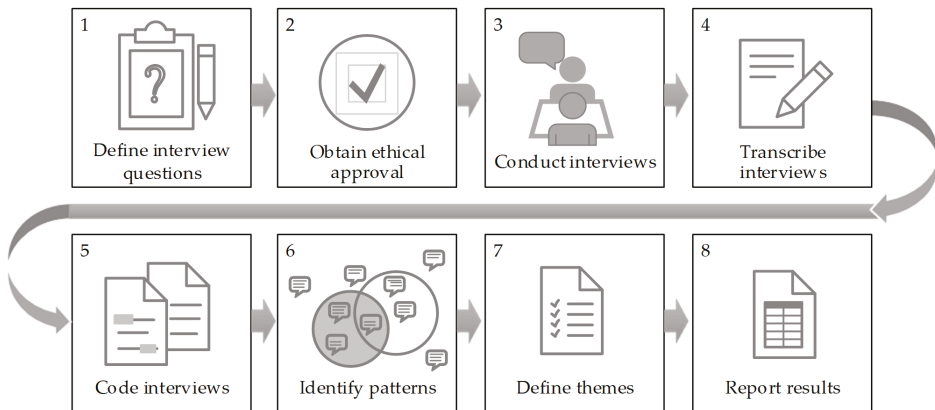 1
?
Define interview
questions
2
Obtain ethical
approval
3
Conduct interviews
4
Transcribe
interviews
5
Code interviews
6
Identify patterns
7
Define themes
8
Report results